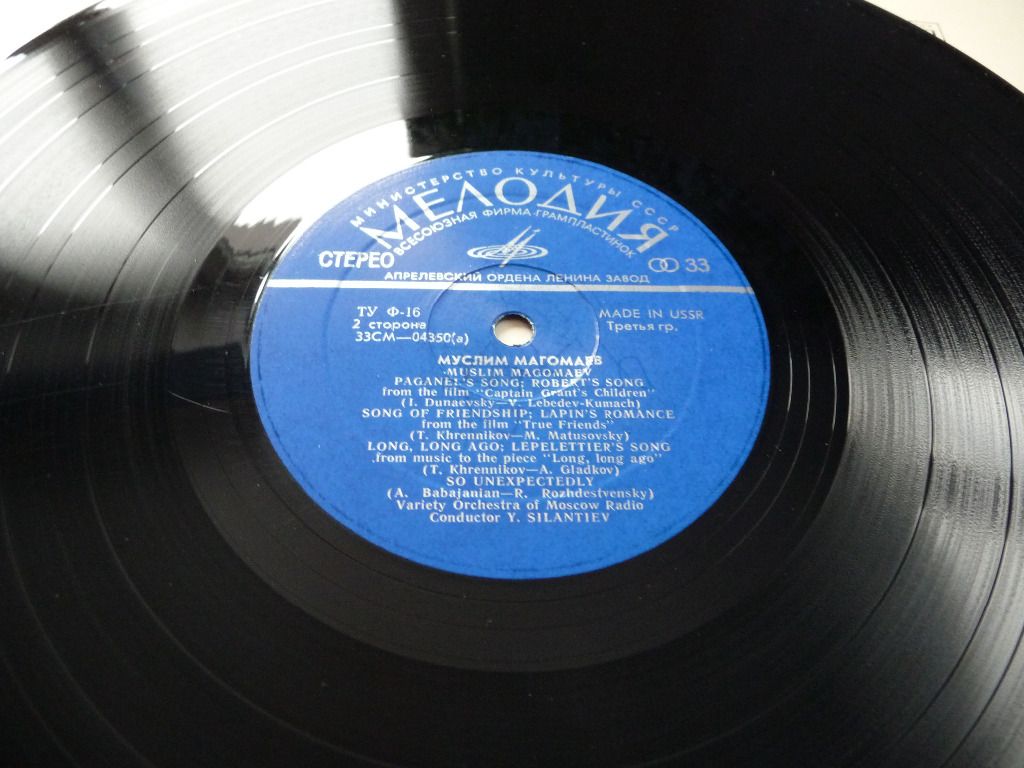 МИНИСТЕРСТВО КУЛЬТУРЫ СССР
МЕЛОДИЯ
ВСЕСОЮЗНАЯ ФИРМА ГРАМПЛАСТИНОК
СТЕРЕО
33
АПРЕЛЕВСКИЙ ОРДЕНА ЛЕНИНА ЗАВОД
ТУ Ф-16
2 сторона
33СМ—04350(а)
MADE IN USSR
Третья гр.
МУСЛИМ МАГОМАЕВ
MUSLIM MAGOMAEV
PAGANEL'S SONG; ROBERT'S SONG
from the film "Captain Grant's Children"
(I. Dunaevsky—V. Lebedev-Kumach)
SONG OF FRIENDSHIP; LAPIN'S ROMANCE
from the film "True Friends"
(T. Khrennikov—M. Matusovsky)
LONG, LONG AGO; LEPELETTIER'S SONG
from music to the piece "Long, long ago"
(T. Khrennikov—A. Gladkov)
SO UNEXPECTEDLY
(A. Babajanian—R. Rozhdestvensky)
Variety Orchestra of Moscow Radio
Conductor Y. SILANTIEV